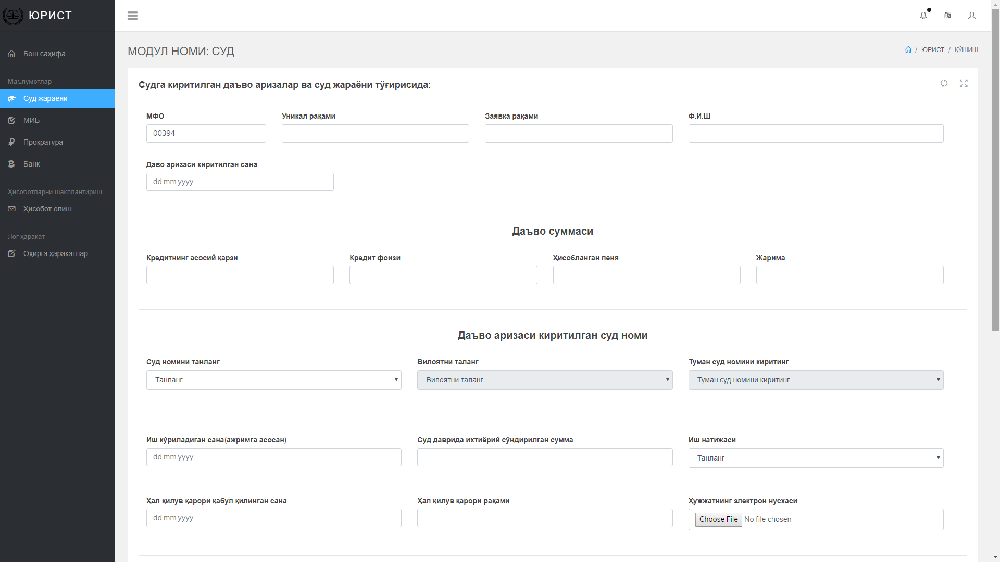 ЮРИСТ
Бош саҳифа
Маълумотлар
Суд жараёни
МИБ
Прократура
Банк
Ҳисоботларни шакллантириш
Ҳисобот олиш
Лог ҳаракат
Оҳирга ҳаракатлар
МОДУЛ НОМИ: СУД
/ ЮРИСТ / ҚЎШИШ
Судга киритилган даъво аризалар ва суд жараёни тўғирисида:
МФО Уникал рақами Заявка рақами Ф.И.Ш
00394
Даво аризаси киритилган сана
dd.mm.yyyy
Даъво суммаси
Кредитнинг асосий қарзи Кредит фоизи Ҳисобланган пеня Жарима
Даъво аризаси киритилган суд номи
Суд номини танланг Вилоятни таланг Туман суд номини киритинг
Танланг Вилоятни таланг Туман суд номини киритинг
Иш кўриладиган сана(ажримга асосан) Суд даврида ихтиёрий сўндирилган сумма Иш натижаси
dd.mm.yyyy Танланг
Ҳал қилув қарори қабул қилинган сана Ҳал қилув қарори рақами Ҳужжатнинг электрон нусхаси
dd.mm.yyyy Choose File No file chosen